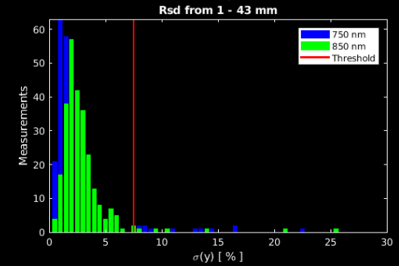 Rsd from 1 - 43 mm
750 nm
850 nm
Threshold
Measurements
60
50
40
30
20
10
0
0 5 10 15 20 25 30
σ(y) [ % ]